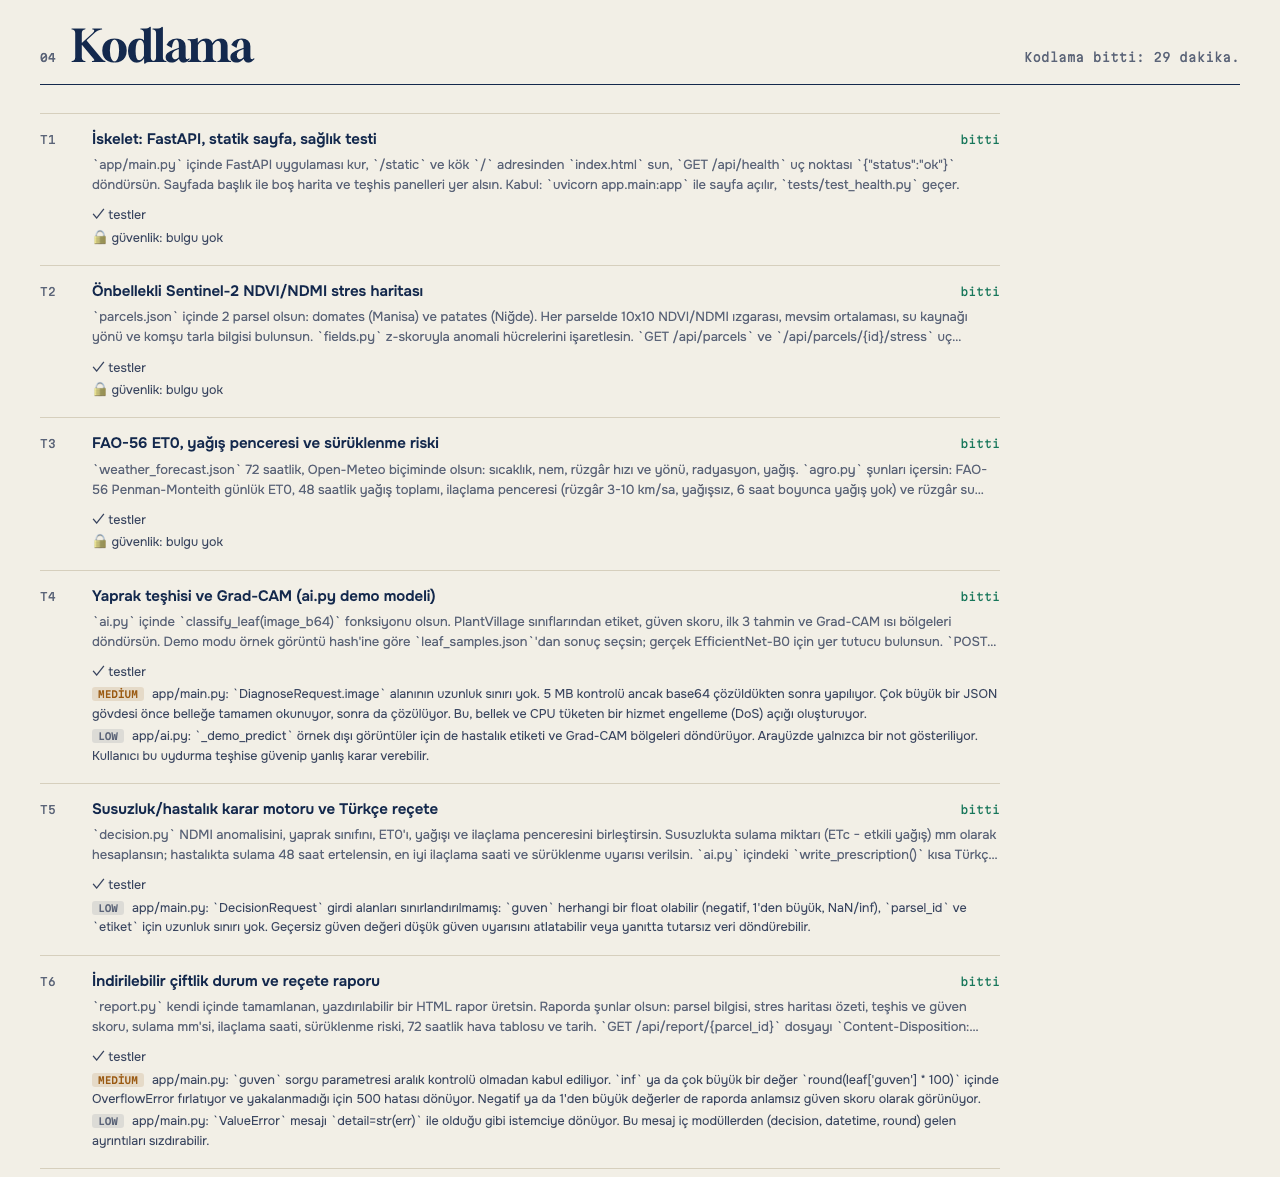 04 Kodlama
Kodlama bitti: 29 dakika.
T1 İskelet: FastAPI, statik sayfa, sağlık testi bitti
`app/main.py` içinde FastAPI uygulaması kur, `/static` ve kök `/` adresinden `index.html` sun, `GET /api/health` uç noktası `{"status":"ok"}`
döndürsün. Sayfada başlık ile boş harita ve teşhis panelleri yer alsın. Kabul: `uvicorn app.main:app` ile sayfa açılır, `tests/test_health.py` geçer.
✓ testler
🔒 güvenlik: bulgu yok
T2 Önbellekli Sentinel-2 NDVI/NDMI stres haritası bitti
`parcels.json` içinde 2 parsel olsun: domates (Manisa) ve patates (Niğde). Her parselde 10x10 NDVI/NDMI ızgarası, mevsim ortalaması, su kaynağı
yönü ve komşu tarla bilgisi bulunsun. `fields.py` z-skoruyla anomali hücrelerini işaretlesin. `GET /api/parcels` ve `/api/parcels/{id}/stress` uç…
✓ testler
🔒 güvenlik: bulgu yok
T3 FAO-56 ET0, yağış penceresi ve sürüklenme riski bitti
`weather_forecast.json` 72 saatlik, Open-Meteo biçiminde olsun: sıcaklık, nem, rüzgâr hızı ve yönü, radyasyon, yağış. `agro.py` şunları içersin: FAO-
56 Penman-Monteith günlük ET0, 48 saatlik yağış toplamı, ilaçlama penceresi (rüzgâr 3-10 km/sa, yağışsız, 6 saat boyunca yağış yok) ve rüzgâr su…
✓ testler
🔒 güvenlik: bulgu yok
T4 Yaprak teşhisi ve Grad-CAM (ai.py demo modeli) bitti
`ai.py` içinde `classify_leaf(image_b64)` fonksiyonu olsun. PlantVillage sınıflarından etiket, güven skoru, ilk 3 tahmin ve Grad-CAM ısı bölgeleri
döndürsün. Demo modu örnek görüntü hash'ine göre `leaf_samples.json`'dan sonuç seçsin; gerçek EfficientNet-B0 için yer tutucu bulunsun. `POST…
✓ testler
MEDİUM app/main.py: `DiagnoseRequest.image` alanının uzunluk sınırı yok. 5 MB kontrolü ancak base64 çözüldükten sonra yapılıyor. Çok büyük bir JSON
gövdesi önce belleğe tamamen okunuyor, sonra da çözülüyor. Bu, bellek ve CPU tüketen bir hizmet engelleme (DoS) açığı oluşturuyor.
LOW app/ai.py: `_demo_predict` örnek dışı görüntüler için de hastalık etiketi ve Grad-CAM bölgeleri döndürüyor. Arayüzde yalnızca bir not gösteriliyor.
Kullanıcı bu uydurma teşhise güvenip yanlış karar verebilir.
T5 Susuzluk/hastalık karar motoru ve Türkçe reçete bitti
`decision.py` NDMI anomalisini, yaprak sınıfını, ET0'ı, yağışı ve ilaçlama penceresini birleştirsin. Susuzlukta sulama miktarı (ETc − etkili yağış) mm olarak
hesaplansın; hastalıkta sulama 48 saat ertelensin, en iyi ilaçlama saati ve sürüklenme uyarısı verilsin. `ai.py` içindeki `write_prescription()` kısa Türkç…
✓ testler
LOW app/main.py: `DecisionRequest` girdi alanları sınırlandırılmamış: `guven` herhangi bir float olabilir (negatif, 1'den büyük, NaN/inf), `parsel_id` ve
`etiket` için uzunluk sınırı yok. Geçersiz güven değeri düşük güven uyarısını atlatabilir veya yanıtta tutarsız veri döndürebilir.
T6 İndirilebilir çiftlik durum ve reçete raporu bitti
`report.py` kendi içinde tamamlanan, yazdırılabilir bir HTML rapor üretsin. Raporda şunlar olsun: parsel bilgisi, stres haritası özeti, teşhis ve güven
skoru, sulama mm'si, ilaçlama saati, sürüklenme riski, 72 saatlik hava tablosu ve tarih. `GET /api/report/{parcel_id}` dosyayı `Content-Disposition:…
✓ testler
MEDİUM app/main.py: `guven` sorgu parametresi aralık kontrolü olmadan kabul ediliyor. `inf` ya da çok büyük bir değer `round(leaf['guven'] * 100)` içinde
OverflowError fırlatıyor ve yakalanmadığı için 500 hatası dönüyor. Negatif ya da 1'den büyük değerler de raporda anlamsız güven skoru olarak görünüyor.
LOW app/main.py: `ValueError` mesajı `detail=str(err)` ile olduğu gibi istemciye dönüyor. Bu mesaj iç modüllerden (decision, datetime, round) gelen
ayrıntıları sızdırabilir.